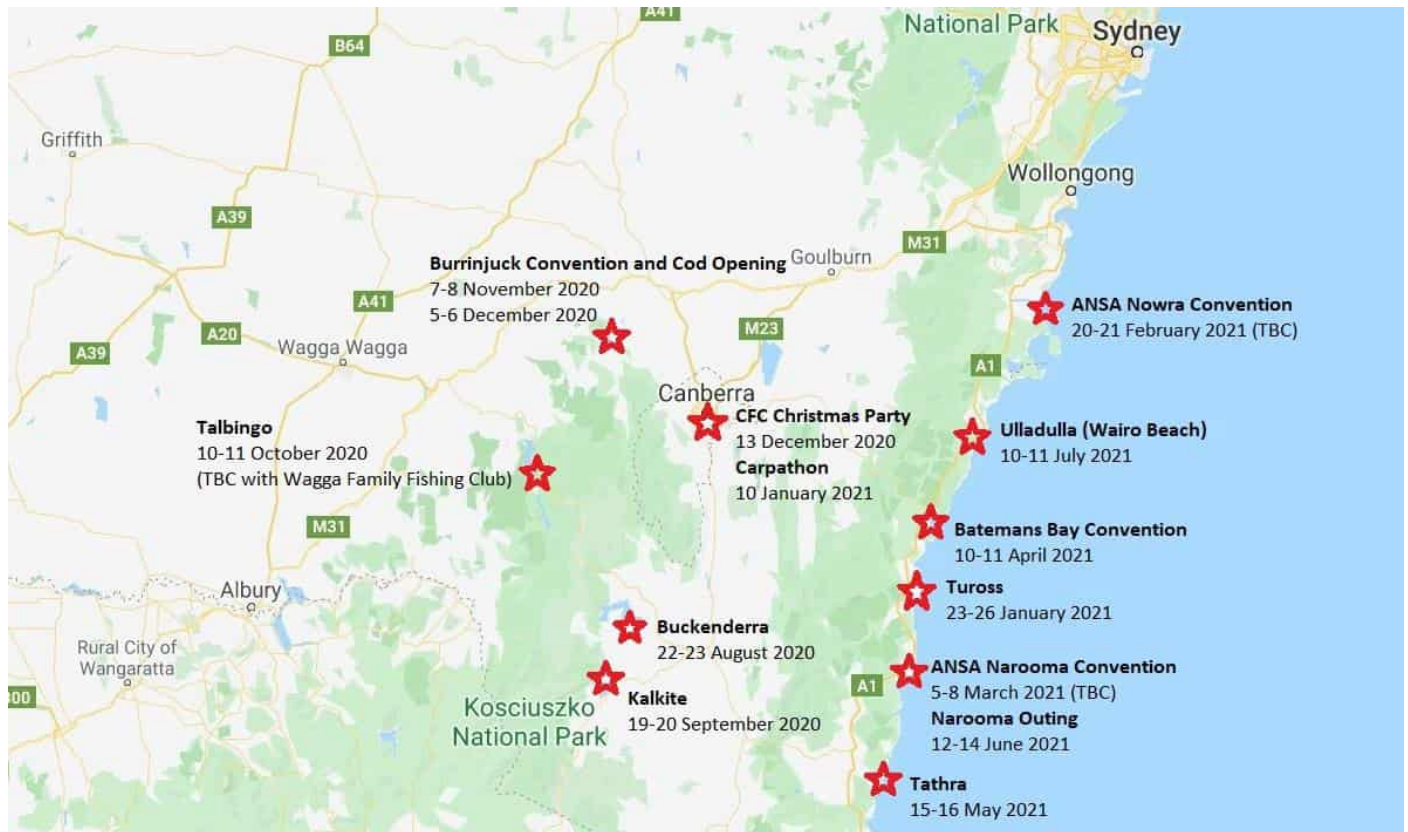 A41
National Park
Sydney
B64
Griffith
Wollongong
A39
M31
Burrinjuck Convention and Cod Opening
7-8 November 2020
5-6 December 2020
Goulburn
A41
ANSA Nowra Convention
20-21 February 2021 (TBC)
A20
M23
A39
Wagga Wagga
A1
Canberra
CFC Christmas Party
13 December 2020
Carpathon
10 January 2021
Talbingo
10-11 October 2020
(TBC with Wagga Family Fishing Club)
Ulladulla (Wairo Beach)
10-11 July 2021
M31
Batemans Bay Convention
10-11 April 2021
Albury
Tuross
23-26 January 2021
Rural City of
Wangaratta
Buckenderra
22-23 August 2020
ANSA Narooma Convention
5-8 March 2021 (TBC)
Narooma Outing
12-14 June 2021
A1
Kalkite
19-20 September 2020
Kosciuszko
National Park
Tathra
15-16 May 2021